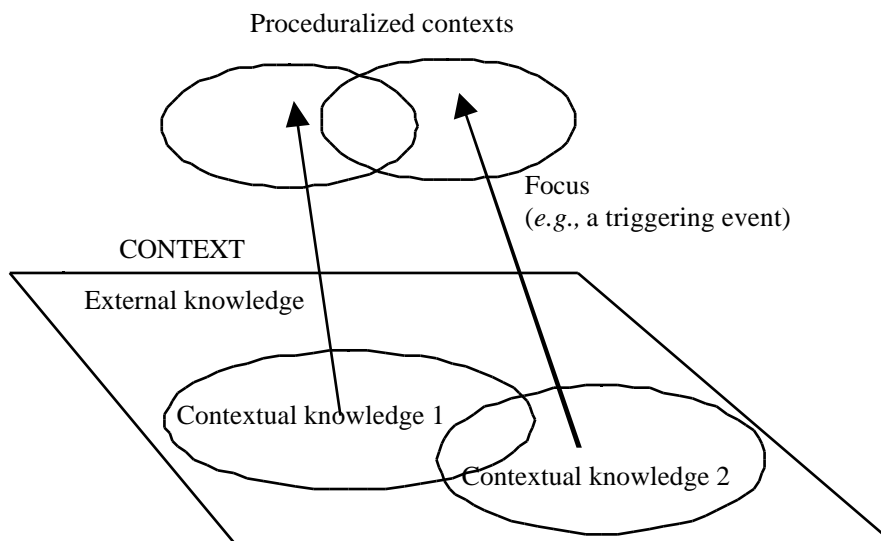 Proceduralized contexts
Focus
(e.g., a triggering event)
CONTEXT
External knowledge
Contextual knowledge 1
Contextual knowledge 2